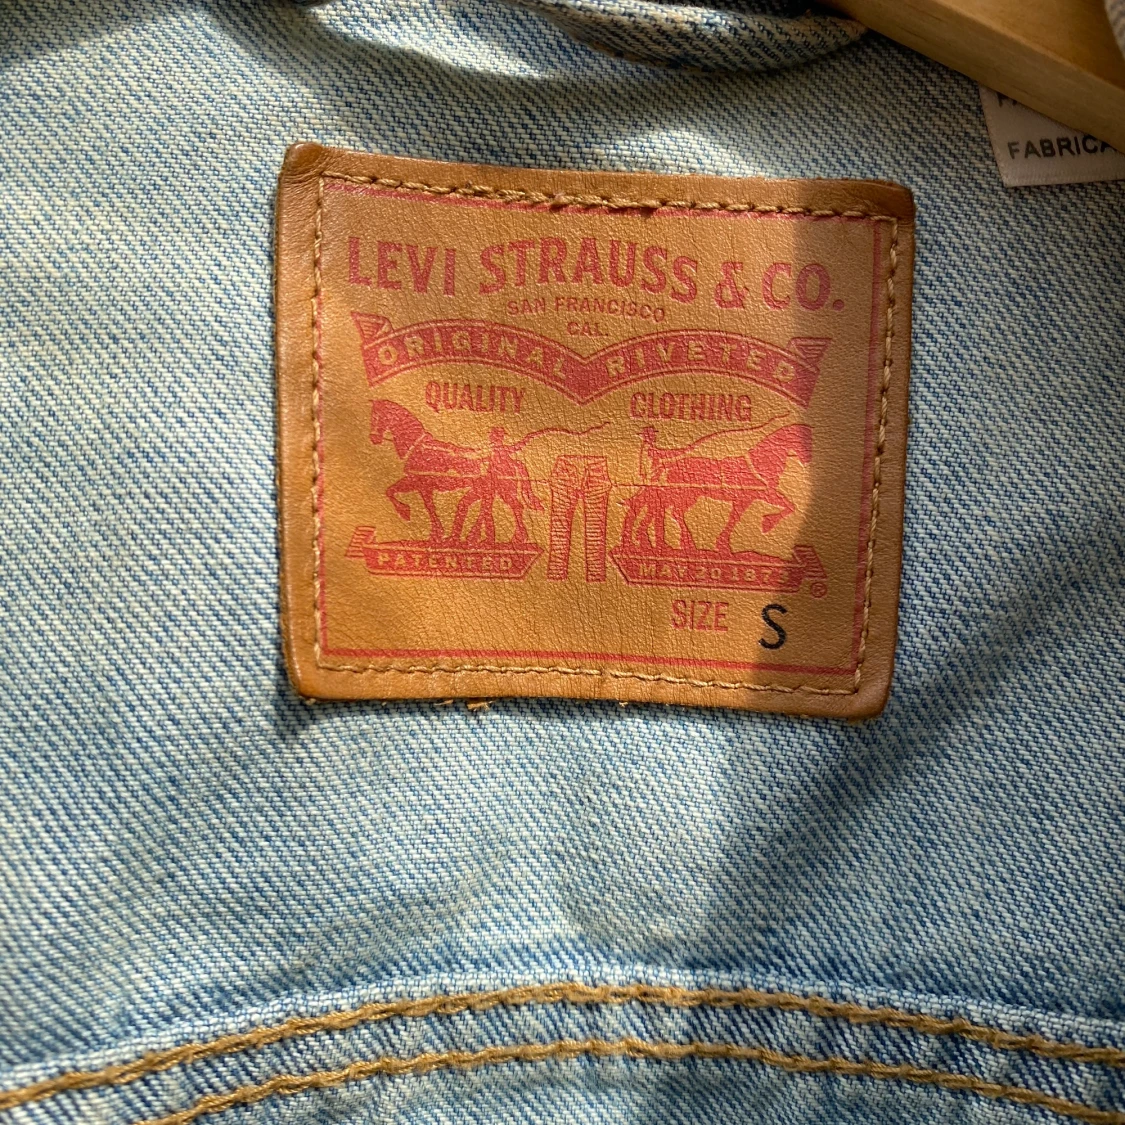 FABRICA
LEVI STRAUSS & CO.
SAN FRANCISCO
CAL.
ORIGINAL RIVETED
QUALITY CLOTHING
PATENTED MAY 20 1873
®
SIZE S